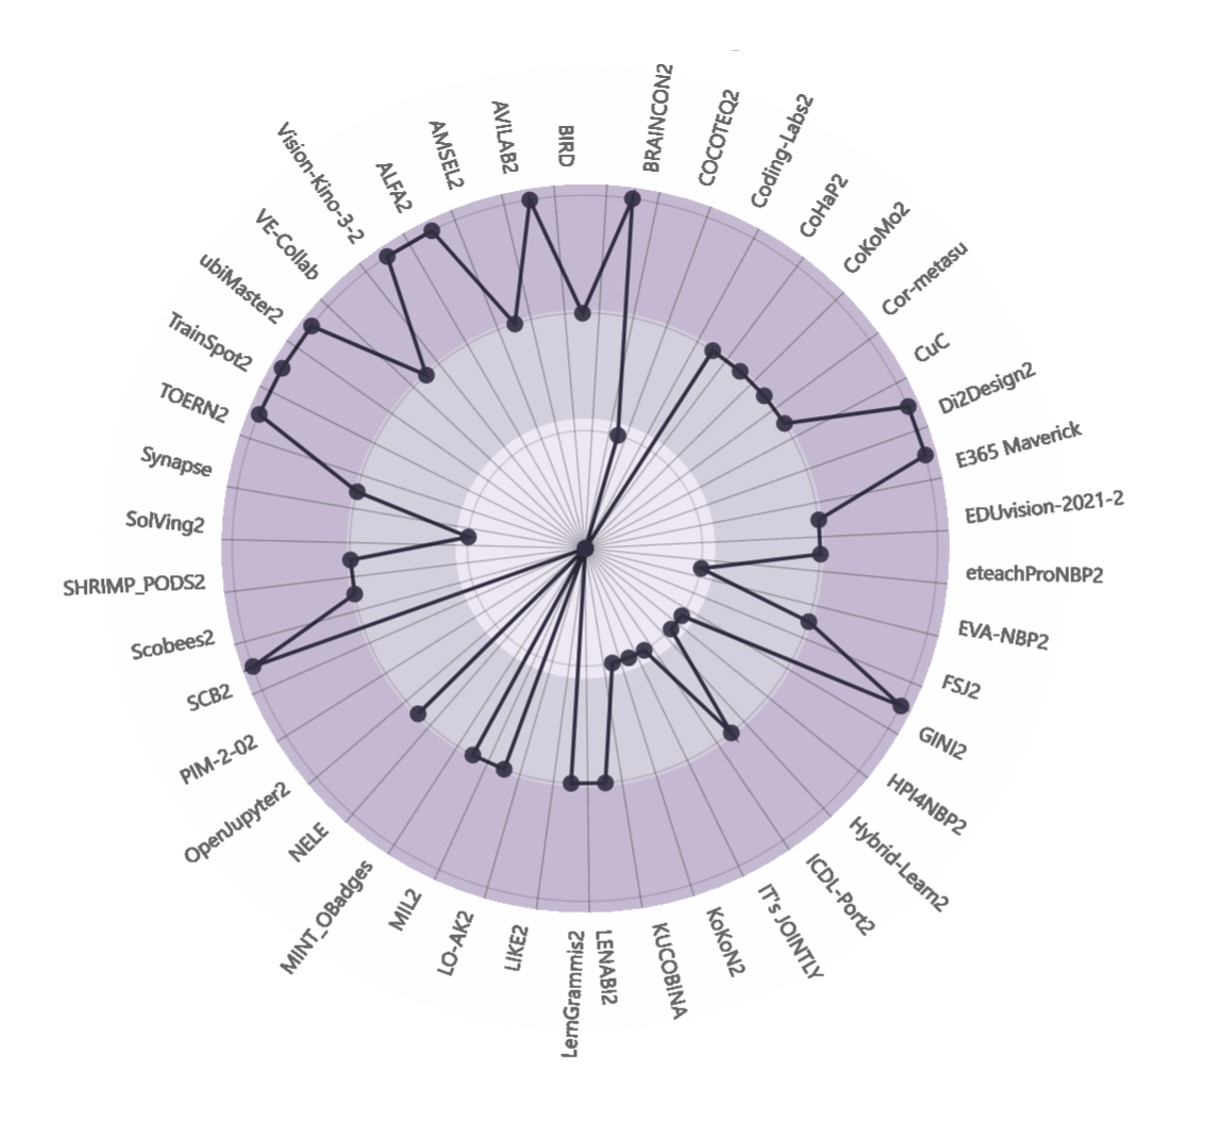 BIRD
BRAINCON2
COCOTEQ2
Coding-Labs2
CoHaP2
CoKoMo2
Cor-metasu
CuC
Di2Design2
E365 Maverick
EDUvision-2021-2
eteachProNBP2
EVA-NBP2
FSJ2
GINI2
HPI4NBP2
Hybrid-Learn2
ICDL-Port2
IT's JOINTLY
KoKoN2
KUCOBINA
LENABI2
LernGrammis2
LIKE2
LO-AK2
MIL2
MINT_OBadges
NELE
OpenJupyter2
PIM-2-02
SCB2
Scobees2
SHRIMP_PODS2
SolVing2
Synapse
TOERN2
TrainSpot2
ubiMaster2
VE-Collab
Vision-Kino-3-2
ALFA2
AMSEL2
AVILAB2